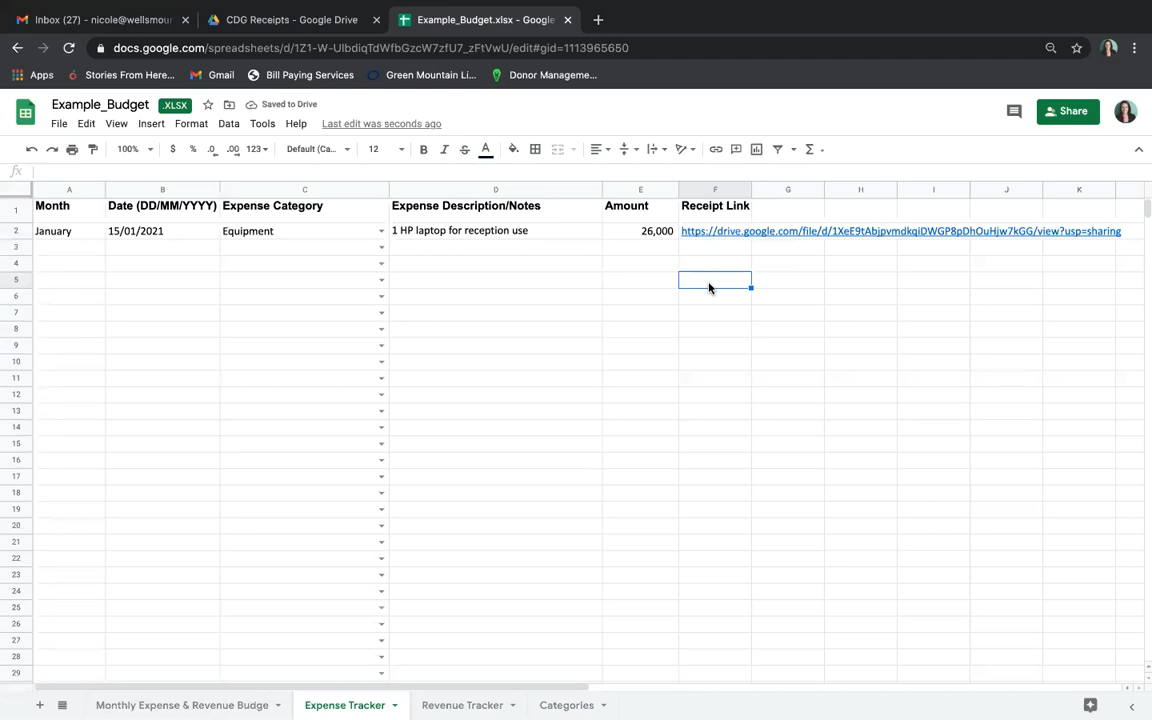 Inbox (27) - nicole@wellsmou
CDG Receipts - Google Drive
Example_Budget.xlsx - Google
docs.google.com/spreadsheets/d/1Z1-W-UlbdiqTdWfbGzcW7zfU7_zFtVwU/edit#gid=1113965650
Apps
Stories From Here...
Gmail
Bill Paying Services
Green Mountain Li...
Donor Manageme...
Example_Budget
.XLSX
Saved to Drive
File Edit View Insert Format Data Tools Help
Last edit was seconds ago
Share
100%
$ % .0 .00 123
Default (Ca...
12
B I S A
fx
A B C D E F G H I J K
1 Month Date (DD/MM/YYYY) Expense Category Expense Description/Notes Amount Receipt Link
2 January 15/01/2021 Equipment 1 HP laptop for reception use 26,000 https://drive.google.com/file/d/1XeE9tAbjpvmdkqiDWGP8pDhOuHjw7kGG/view?usp=sharing
3
4
5
6
7
8
9
10
11
12
13
14
15
16
17
18
19
20
21
22
23
24
25
26
27
28
29
Monthly Expense & Revenue Budge
Expense Tracker
Revenue Tracker
Categories